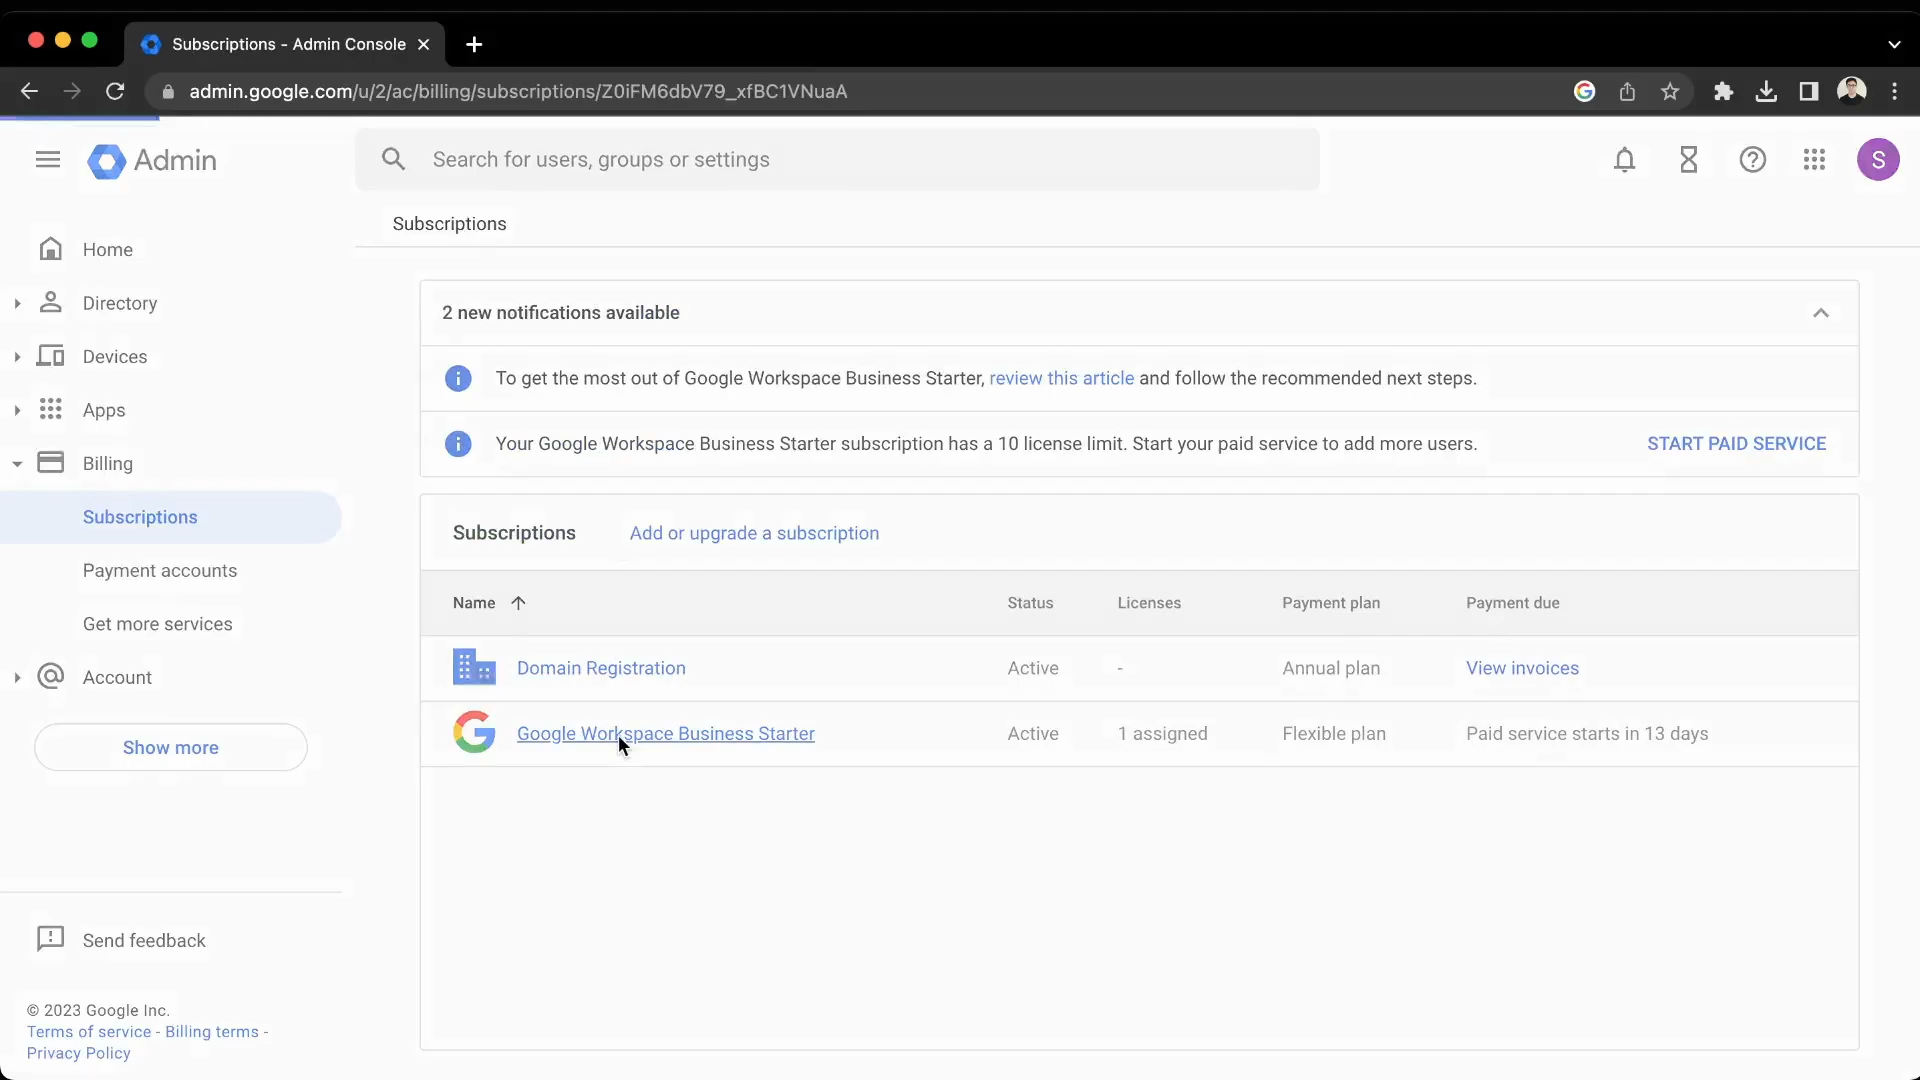 Subscriptions - Admin Console
admin.google.com/u/2/ac/billing/subscriptions/Z0iFM6dbV79_xfBC1VNuaA
Admin
Search for users, groups or settings
S
Subscriptions
Home
Directory
Devices
Apps
Billing
Subscriptions
Payment accounts
Get more services
Account
Show more
Send feedback
© 2023 Google Inc.
Terms of service - Billing terms -
Privacy Policy
2 new notifications available
To get the most out of Google Workspace Business Starter, review this article and follow the recommended next steps.
Your Google Workspace Business Starter subscription has a 10 license limit. Start your paid service to add more users. START PAID SERVICE
Subscriptions Add or upgrade a subscription
Name Status Licenses Payment plan Payment due
Domain Registration Active - Annual plan View invoices
Google Workspace Business Starter Active 1 assigned Flexible plan Paid service starts in 13 days